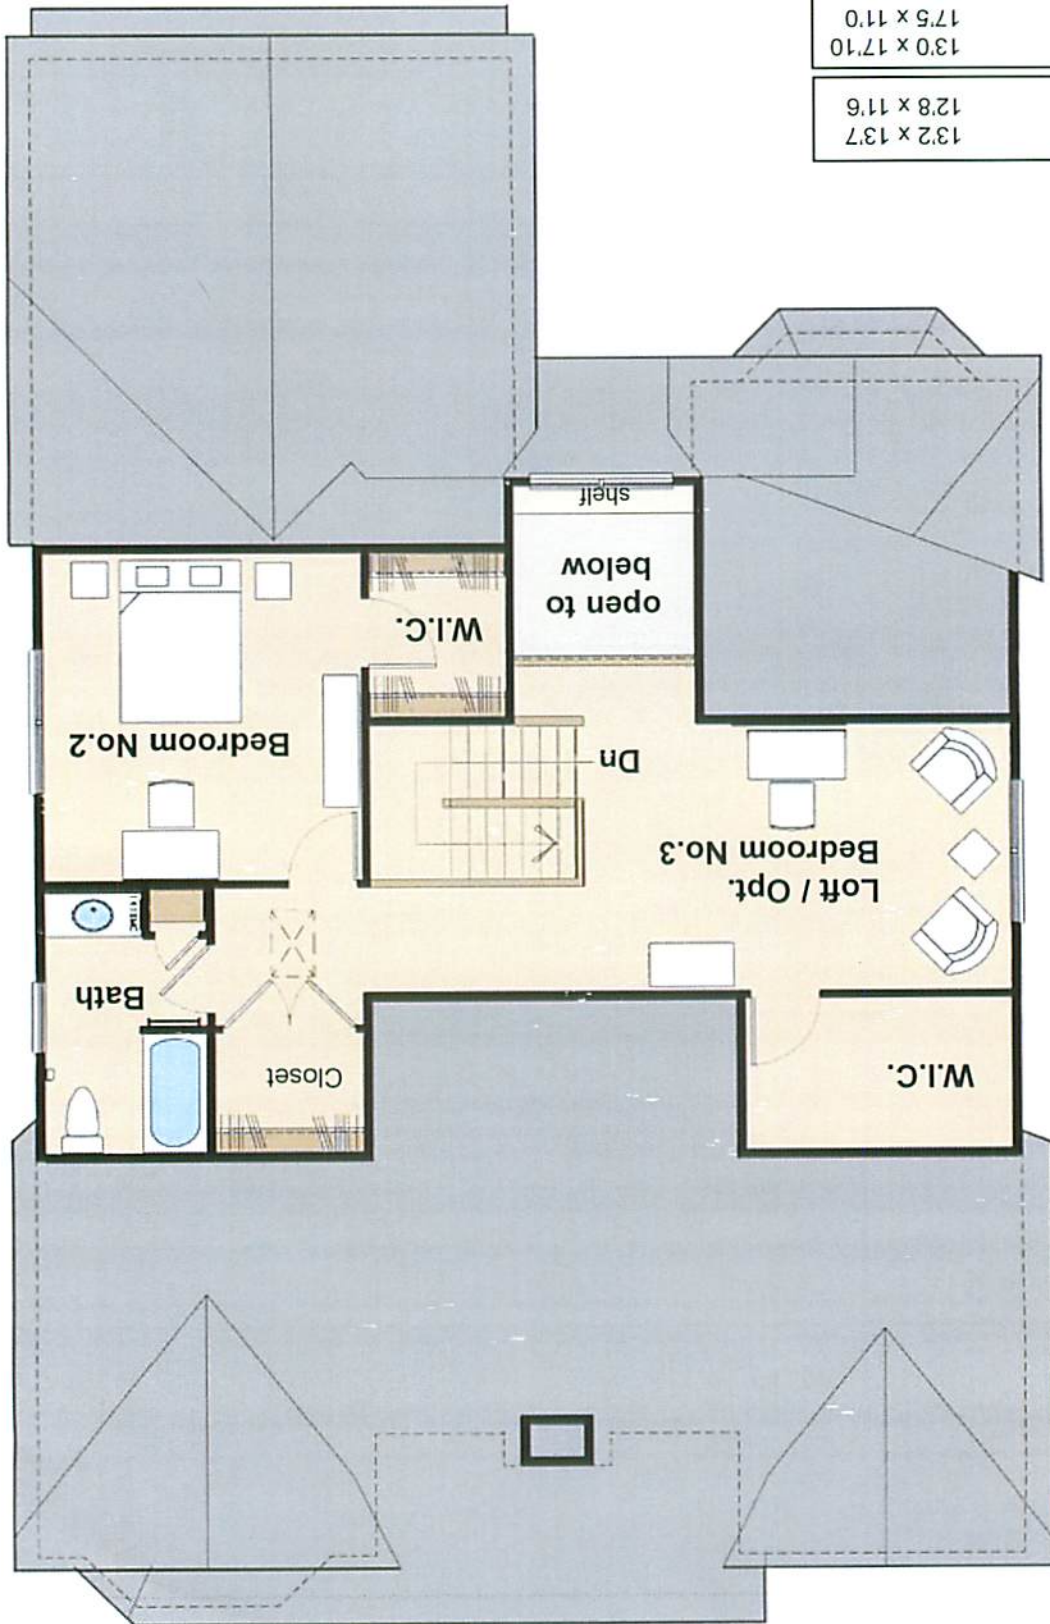 W.I.C.
Closet
Bath
Loft / Opt.
Bedroom No.3
Dn
Bedroom No.2
W.I.C.
open to
below
shelf
13'2 x 13'7
12'8 x 11'6
13'0 x 17'10
17'5 x 11'0